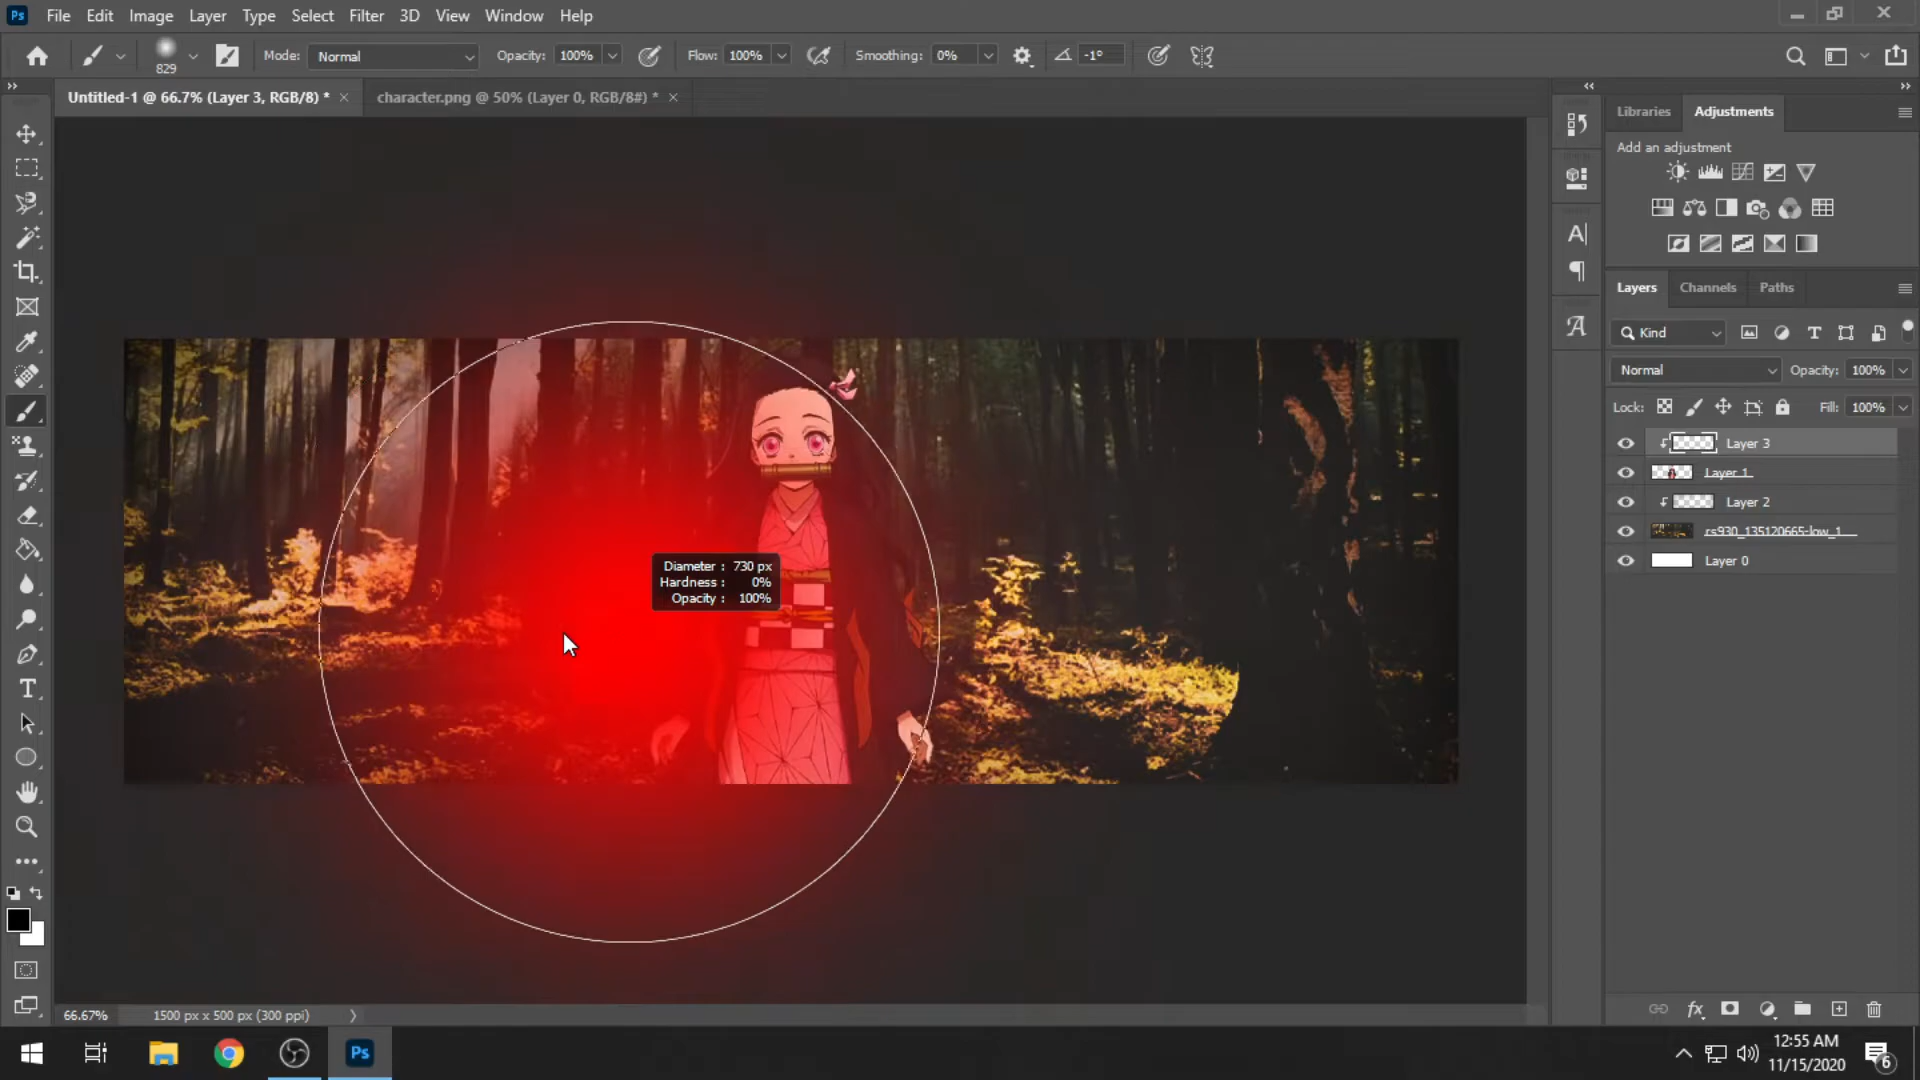 Ps File Edit Image Layer Type Select Filter 3D View Window Help
829 Mode: Normal Opacity: 100% Flow: 100% Smoothing: 0% -1°
Untitled-1 @ 66.7% (Layer 3, RGB/8) * × character.png @ 50% (Layer 0, RGB/8#) * ×
Libraries Adjustments
Add an adjustment
Layers Channels Paths
Kind
Normal Opacity: 100%
Lock: Fill: 100%
Layer 3
Layer 1
Layer 2
rs930_135120665-low_1...
Layer 0
Diameter : 730 px
Hardness : 0%
Opacity : 100%
66.67% 1500 px x 500 px (300 ppi)
Ps
12:55 AM
11/15/2020
6